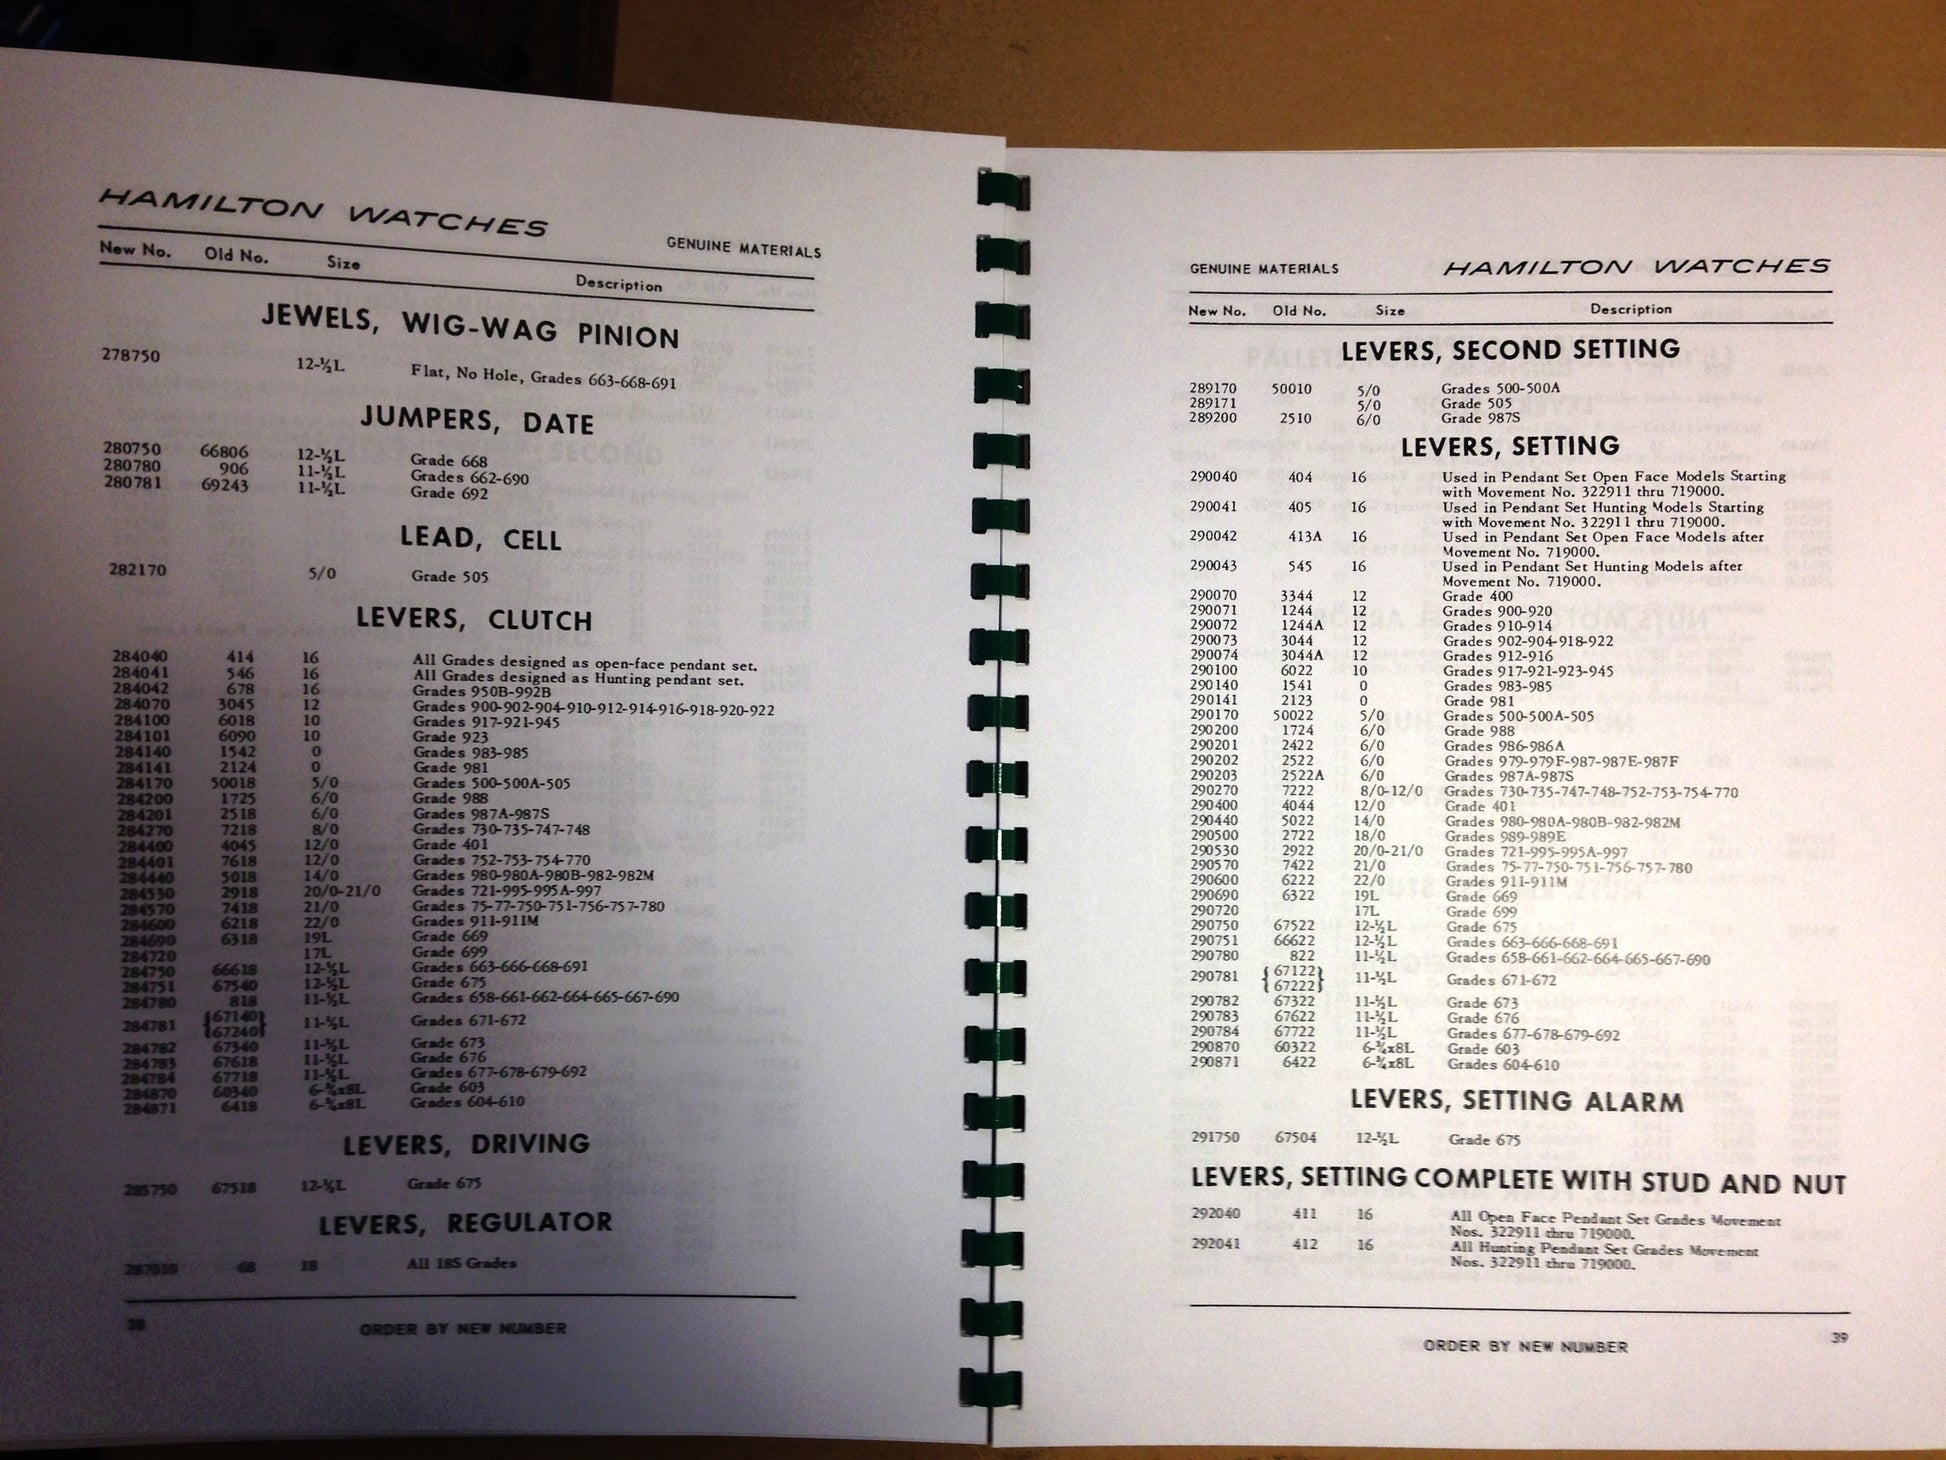 HAMILTON WATCHES
GENUINE MATERIALS
New No. Old No. Size Description
JEWELS, WIG-WAG PINION
278750 12-½L Flat, No Hole, Grades 663-668-691
JUMPERS, DATE
280750 66806 12-½L Grade 668
280780 906 11-½L Grades 662-690
280781 69243 11-½L Grade 692
LEAD, CELL
282170 5/0 Grade 505
LEVERS, CLUTCH
284040 414 16 All Grades designed as open-face pendant set.
284041 546 16 All Grades designed as Hunting pendant set.
284042 678 16 Grades 950B-992B
284070 3045 12 Grades 900-902-904-910-912-914-916-918-920-922
284100 6018 10 Grades 917-921-945
284101 6090 10 Grade 923
284140 1542 0 Grades 983-985
284141 2124 0 Grade 981
284170 50018 5/0 Grades 500-500A-505
284200 1725 6/0 Grade 988
284201 2518 6/0 Grades 987A-987S
284270 7218 8/0 Grades 730-735-747-748
284400 4045 12/0 Grade 401
284401 7618 12/0 Grades 752-753-754-770
284440 5018 14/0 Grades 980-980A-980B-982-982M
284530 2918 20/0-21/0 Grades 721-995-995A-997
284570 7418 21/0 Grades 75-77-750-751-756-757-780
284600 6218 22/0 Grades 911-911M
284690 6318 19L Grade 669
284720 17L Grade 699
284750 66618 12-½L Grades 663-666-668-691
284751 67540 12-½L Grade 675
284780 818 11-½L Grades 658-661-662-664-665-667-690
284781 {67140} {67240} 11-½L Grades 671-672
284782 67340 11-½L Grade 673
284783 67618 11-½L Grade 676
284784 67718 11-½L Grades 677-678-679-692
284870 60340 6-¾x8L Grade 603
284871 6418 6-¾x8L Grades 604-610
LEVERS, DRIVING
285750 67518 12-½L Grade 675
LEVERS, REGULATOR
287010 68 18 All 18S Grades
38
ORDER BY NEW NUMBER
GENUINE MATERIALS
HAMILTON WATCHES
New No. Old No. Size Description
LEVERS, SECOND SETTING
289170 50010 5/0 Grades 500-500A
289171 5/0 Grade 505
289200 2510 6/0 Grade 987S
LEVERS, SETTING
290040 404 16 Used in Pendant Set Open Face Models Starting
with Movement No. 322911 thru 719000.
290041 405 16 Used in Pendant Set Hunting Models Starting
with Movement No. 322911 thru 719000.
290042 413A 16 Used in Pendant Set Open Face Models after
Movement No. 719000.
290043 545 16 Used in Pendant Set Hunting Models after
Movement No. 719000.
290070 3344 12 Grade 400
290071 1244 12 Grades 900-920
290072 1244A 12 Grades 910-914
290073 3044 12 Grades 902-904-918-922
290074 3044A 12 Grades 912-916
290100 6022 10 Grades 917-921-923-945
290140 1541 0 Grades 983-985
290141 2123 0 Grade 981
290170 50022 5/0 Grades 500-500A-505
290200 1724 6/0 Grade 988
290201 2422 6/0 Grades 986-986A
290202 2522 6/0 Grades 979-979F-987-987E-987F
290203 2522A 6/0 Grades 987A-987S
290270 7222 8/0-12/0 Grades 730-735-747-748-752-753-754-770
290400 4044 12/0 Grade 401
290440 5022 14/0 Grades 980-980A-980B-982-982M
290500 2722 18/0 Grades 989-989E
290530 2922 20/0-21/0 Grades 721-995-995A-997
290570 7422 21/0 Grades 75-77-750-751-756-757-780
290600 6222 22/0 Grades 911-911M
290690 6322 19L Grade 669
290720 17L Grade 699
290750 67522 12-½L Grade 675
290751 66622 12-½L Grades 663-666-668-691
290780 822 11-½L Grades 658-661-662-664-665-667-690
290781 {67122} {67222} 11-½L Grades 671-672
290782 67322 11-½L Grade 673
290783 67622 11-½L Grade 676
290784 67722 11-½L Grades 677-678-679-692
290870 60322 6-¾x8L Grade 603
290871 6422 6-¾x8L Grades 604-610
LEVERS, SETTING ALARM
291750 67504 12-½L Grade 675
LEVERS, SETTING COMPLETE WITH STUD AND NUT
292040 411 16 All Open Face Pendant Set Grades Movement
Nos. 322911 thru 719000.
292041 412 16 All Hunting Pendant Set Grades Movement
Nos. 322911 thru 719000.
39
ORDER BY NEW NUMBER